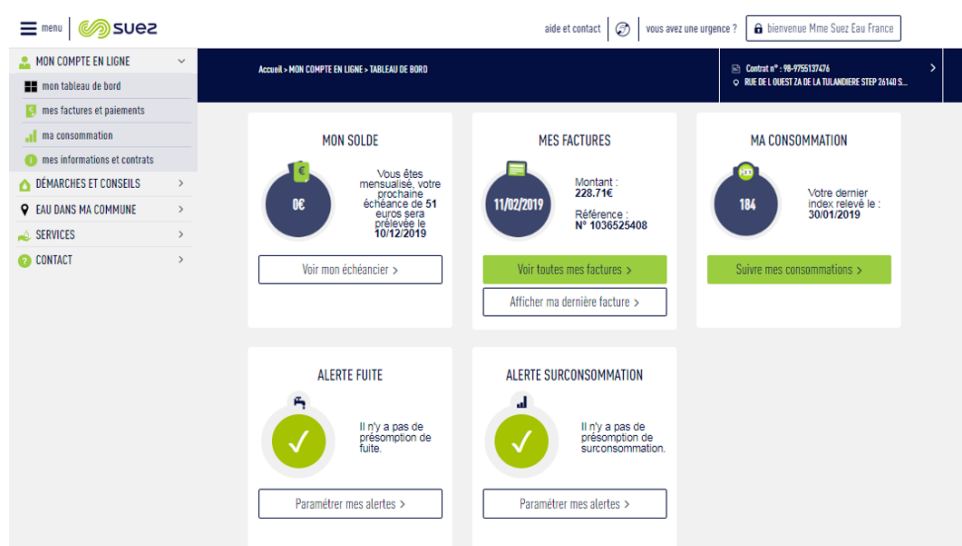 menu
suez
aide et contact
vous avez une urgence ?
bienvenue Mme Suez Eau France
MON COMPTE EN LIGNE
mon tableau de bord
mes factures et paiements
ma consommation
mes informations et contrats
DÉMARCHES ET CONSEILS
EAU DANS MA COMMUNE
SERVICES
CONTACT
Accueil > MON COMPTE EN LIGNE > TABLEAU DE BORD
Contrat n° : 98-9755137476
RUE DE L OUEST ZA DE LA TULANDIERE STEP 26140 S...
MON SOLDE
€
0€
Vous êtes
mensualisé, votre
prochaine
échéance de 51
euros sera
prélevée le
10/12/2019
Voir mon échéancier >
MES FACTURES
11/02/2019
Montant :
228.71€
Référence :
N° 1036525408
Voir toutes mes factures >
Afficher ma dernière facture >
MA CONSOMMATION
184
Votre dernier
index relevé le :
30/01/2019
Suivre mes consommations >
ALERTE FUITE
Il n'y a pas de
présomption de
fuite.
Paramétrer mes alertes >
ALERTE SURCONSOMMATION
Il n'y a pas de
présomption de
surconsommation.
Paramétrer mes alertes >